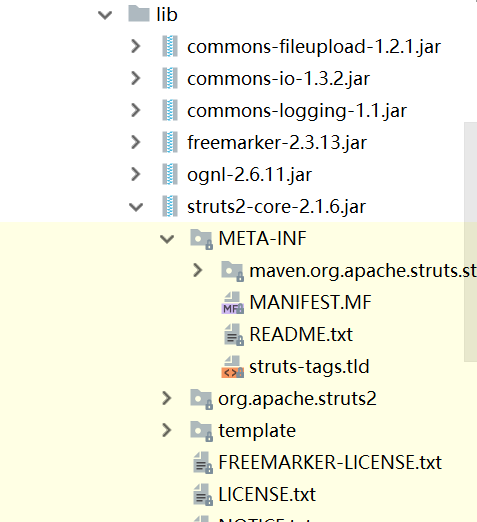 lib
commons-fileupload-1.2.1.jar
commons-io-1.3.2.jar
commons-logging-1.1.jar
freemarker-2.3.13.jar
ognl-2.6.11.jar
struts2-core-2.1.6.jar
META-INF
maven.org.apache.struts.st
MF MANIFEST.MF
README.txt
struts-tags.tld
org.apache.struts2
template
FREEMARKER-LICENSE.txt
LICENSE.txt